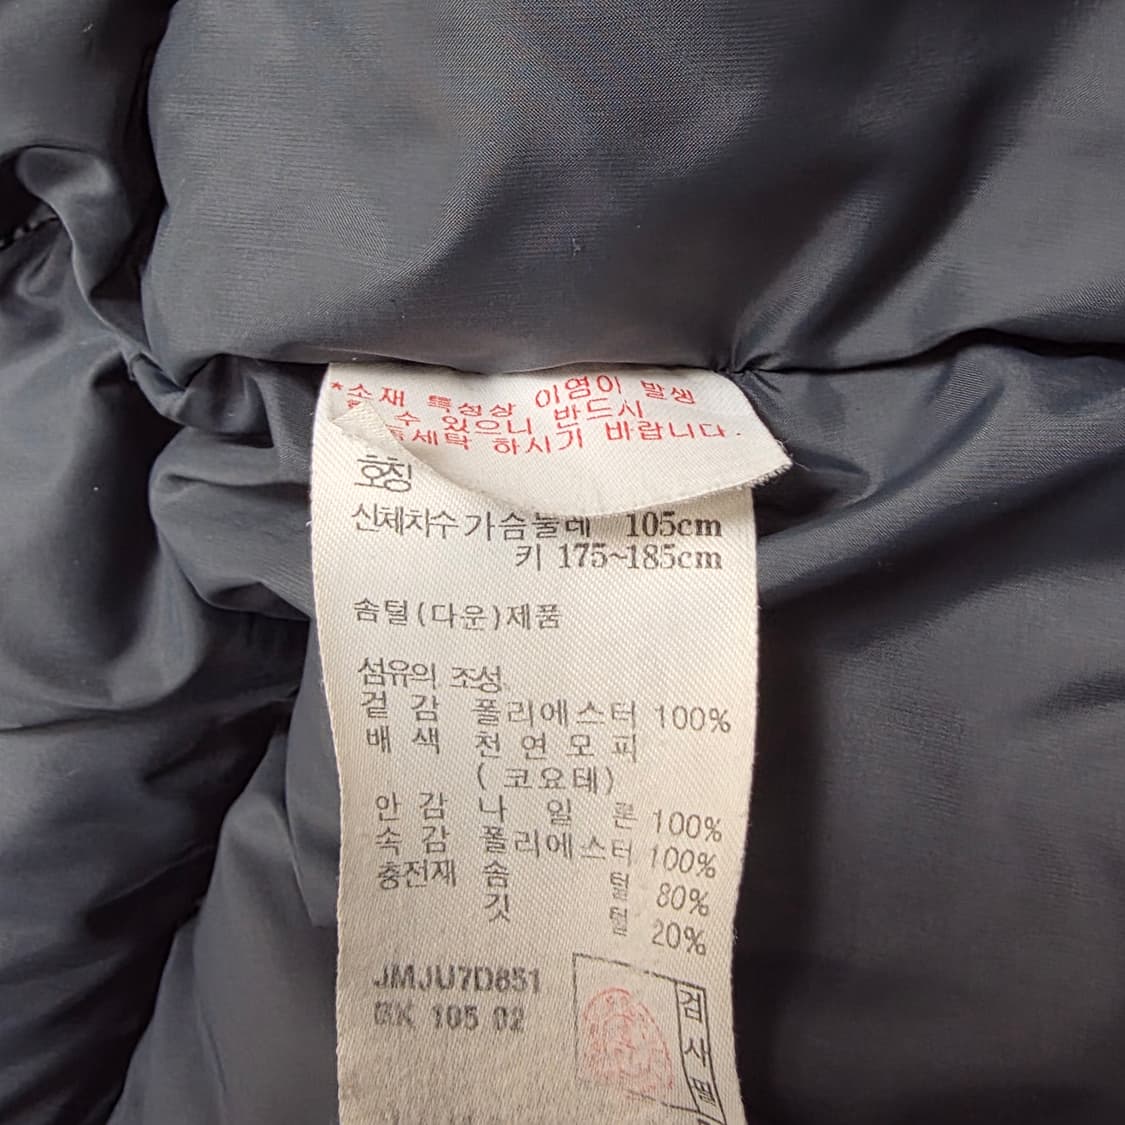 *소재 특성상 이염이 발생
수 있으니 반드시
세탁 하시기 바랍니다.
호칭
신체치수 가슴둘레 105cm
키 175~185cm
솜털(다운)제품
섬유의 조성
겉감 폴리에스터 100%
배색 천연모피
(코요테)
안감 나일론 100%
속감 폴리에스터 100%
충전재 솜털 80%
깃털 20%
JMJU7D851
BK 105 02
검사필